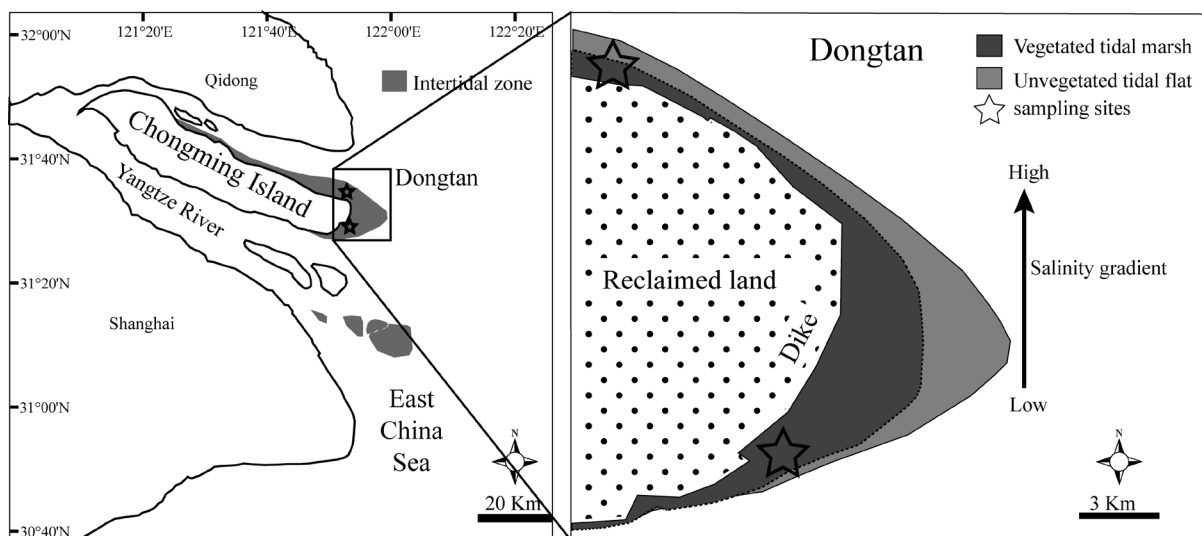 121°20'E
121°40'E
122°00'E
122°20'E
32°00'N
31°40'N
31°20'N
31°00'N
30°40'N
Qidong
Intertidal zone
Chongming Island
Yangtze River
Dongtan
Shanghai
East
China
Sea
N
20 Km
Dongtan
Vegetated tidal marsh
Unvegetated tidal flat
sampling sites
High
Salinity gradient
Low
Reclaimed land
Dike
N
3 Km